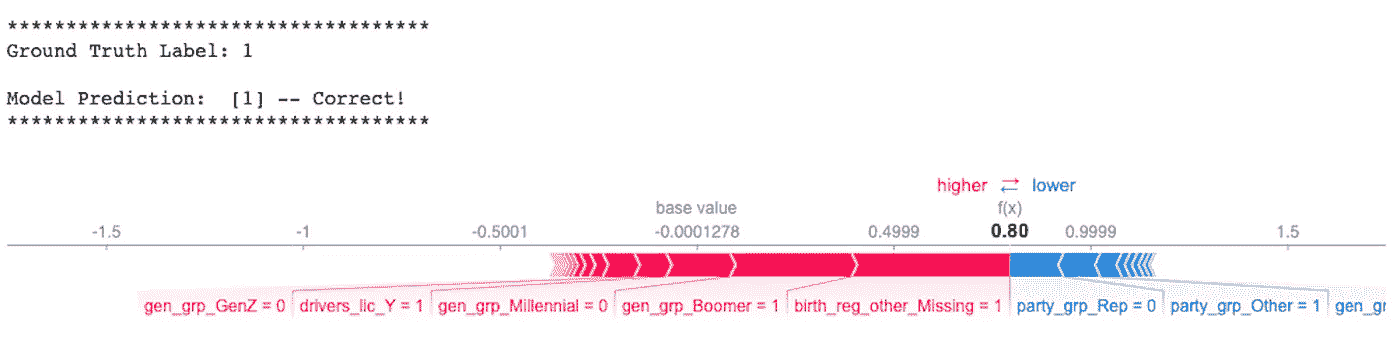 ************************************
Ground Truth Label: 1
Model Prediction:  [1] -- Correct!
************************************
higher ⇄ lower
base value f(x)
-1.5 -1 -0.5001 -0.0001278 0.4999 0.80 0.9999 1.5
gen_grp_GenZ = 0 drivers_lic_Y = 1 gen_grp_Millennial = 0 gen_grp_Boomer = 1 birth_reg_other_Missing = 1 party_grp_Rep = 0 party_grp_Other = 1 gen_gr